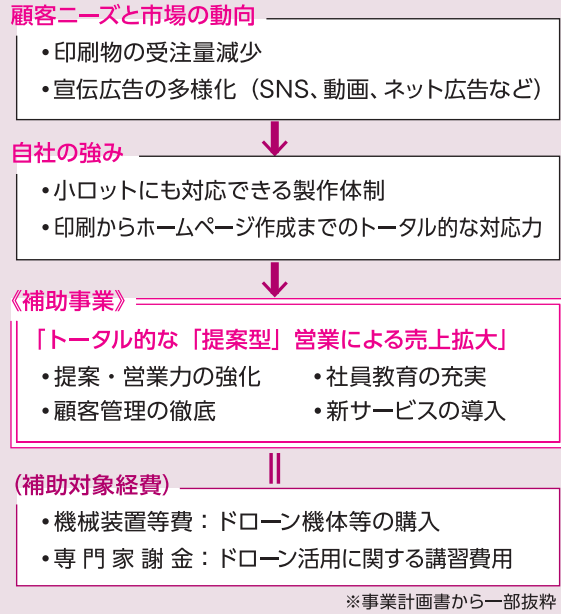 顧客ニーズと市場の動向
•印刷物の受注量減少
•宣伝広告の多様化（SNS、動画、ネット広告など）
自社の強み
•小ロットにも対応できる製作体制
•印刷からホームページ作成までのトータル的な対応力
《補助事業》
「トータル的な「提案型」営業による売上拡大」
•提案・営業力の強化 •社員教育の充実
•顧客管理の徹底 •新サービスの導入
(補助対象経費)
•機械装置等費：ドローン機体等の購入
•専門家謝金：ドローン活用に関する講習費用
※事業計画書から一部抜粋